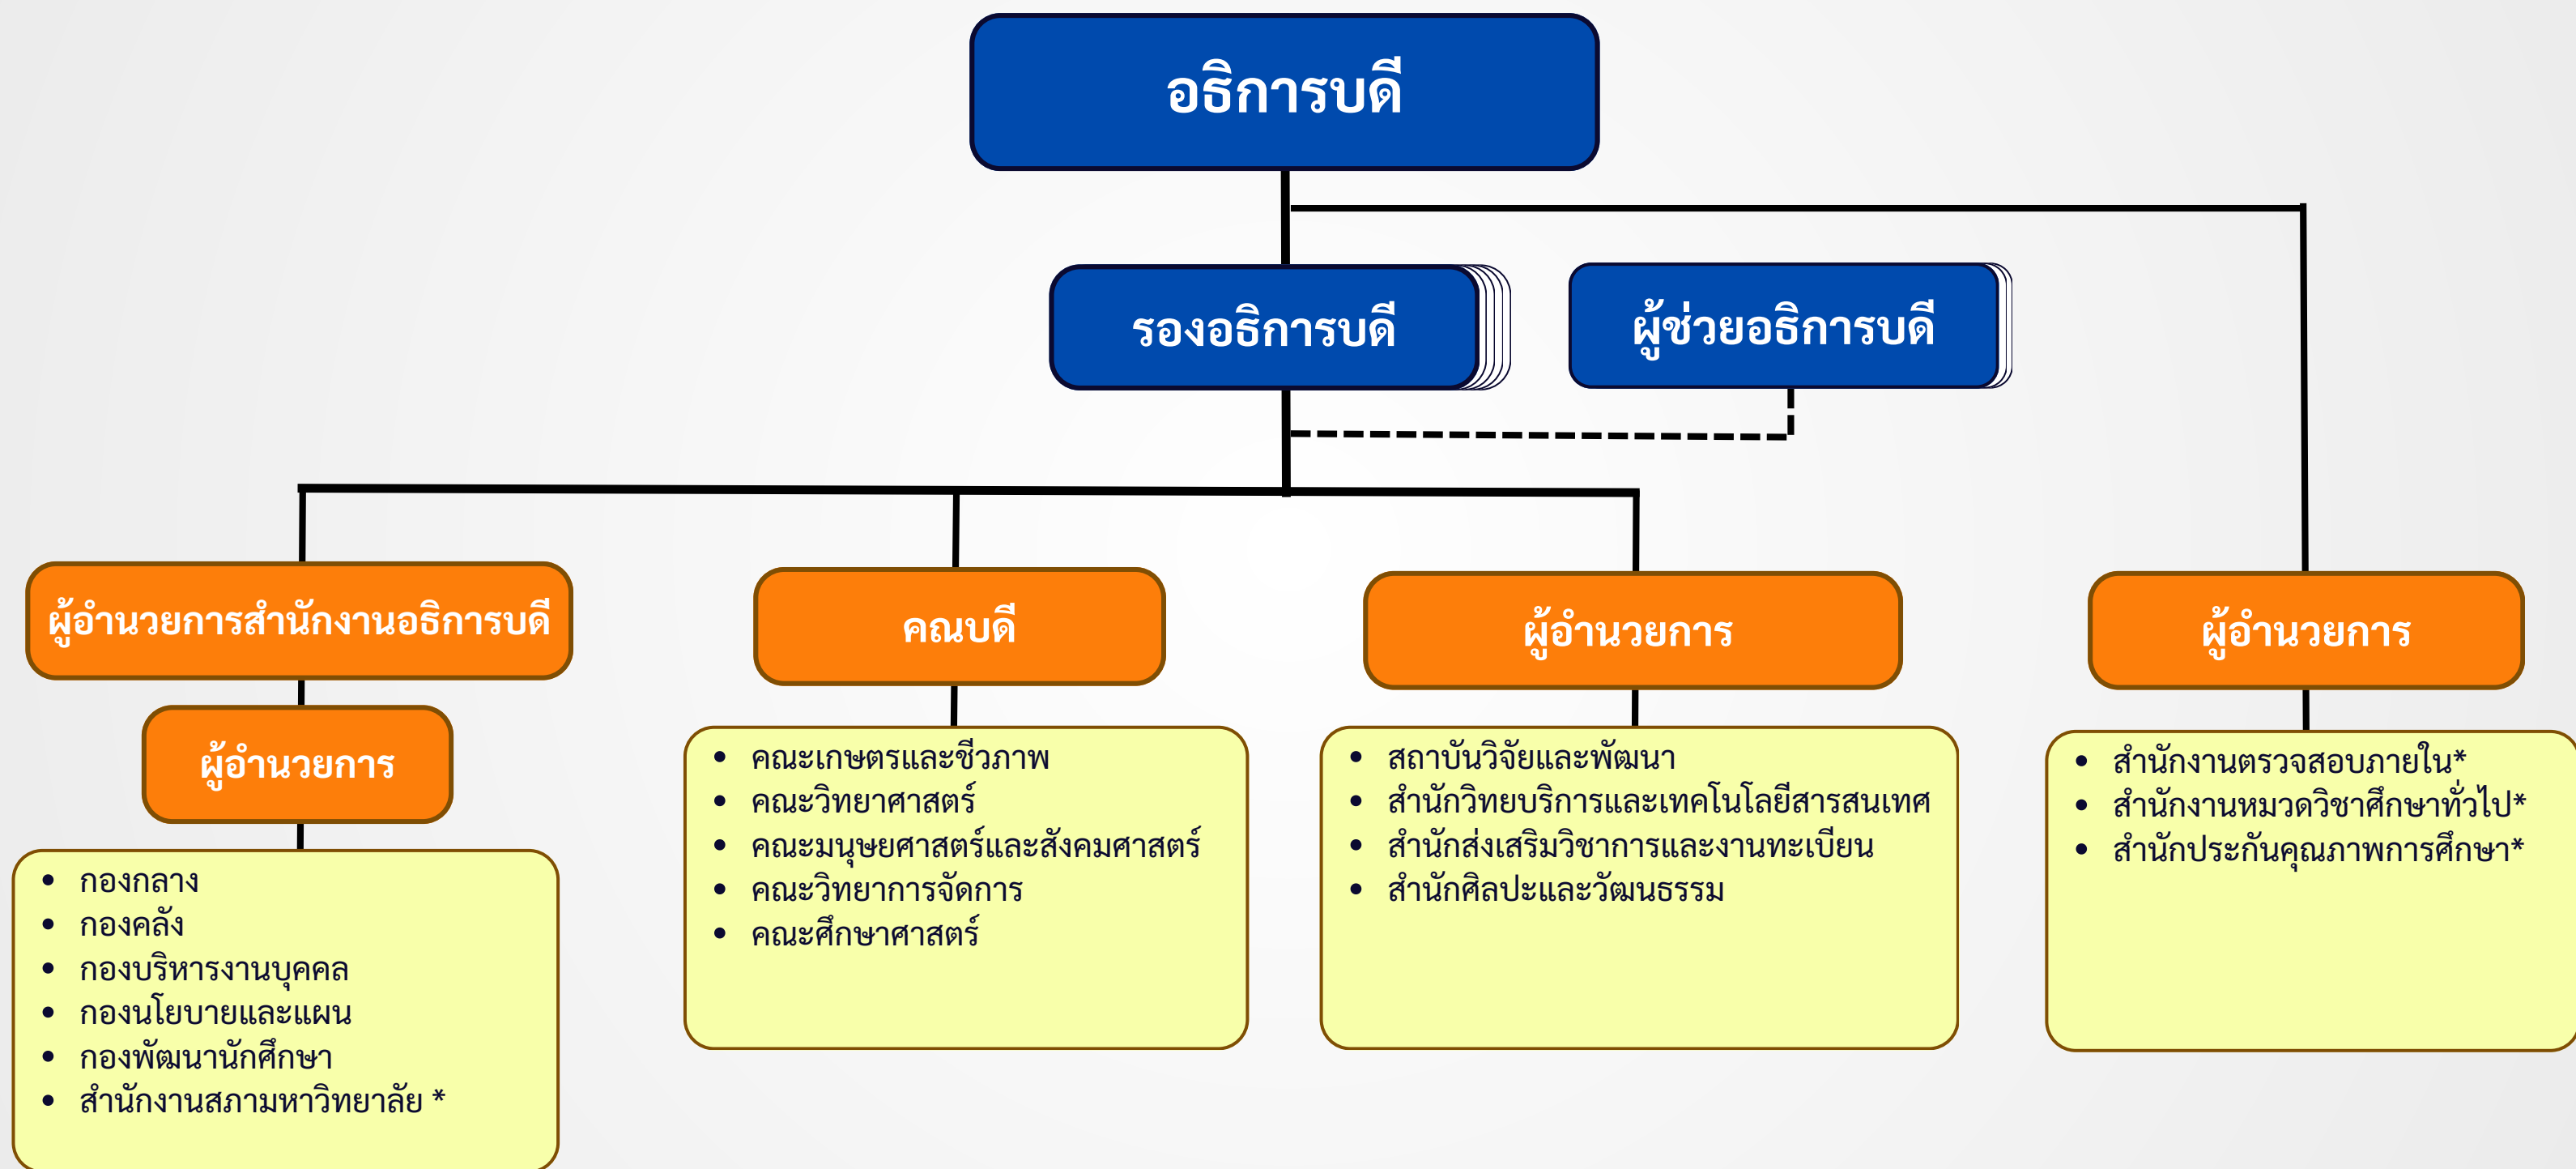 อธิการบดี
รองอธิการบดี
ผู้ช่วยอธิการบดี
ผู้อำนวยการสำนักงานอธิการบดี
ผู้อำนวยการ
• กองกลาง
• กองคลัง
• กองบริหารงานบุคคล
• กองนโยบายและแผน
• กองพัฒนานักศึกษา
• สำนักงานสภามหาวิทยาลัย *
คณบดี
• คณะเกษตรและชีวภาพ
• คณะวิทยาศาสตร์
• คณะมนุษยศาสตร์และสังคมศาสตร์
• คณะวิทยาการจัดการ
• คณะศึกษาศาสตร์
ผู้อำนวยการ
• สถาบันวิจัยและพัฒนา
• สำนักวิทยบริการและเทคโนโลยีสารสนเทศ
• สำนักส่งเสริมวิชาการและงานทะเบียน
• สำนักศิลปะและวัฒนธรรม
ผู้อำนวยการ
• สำนักงานตรวจสอบภายใน*
• สำนักงานหมวดวิชาศึกษาทั่วไป*
• สำนักประกันคุณภาพการศึกษา*